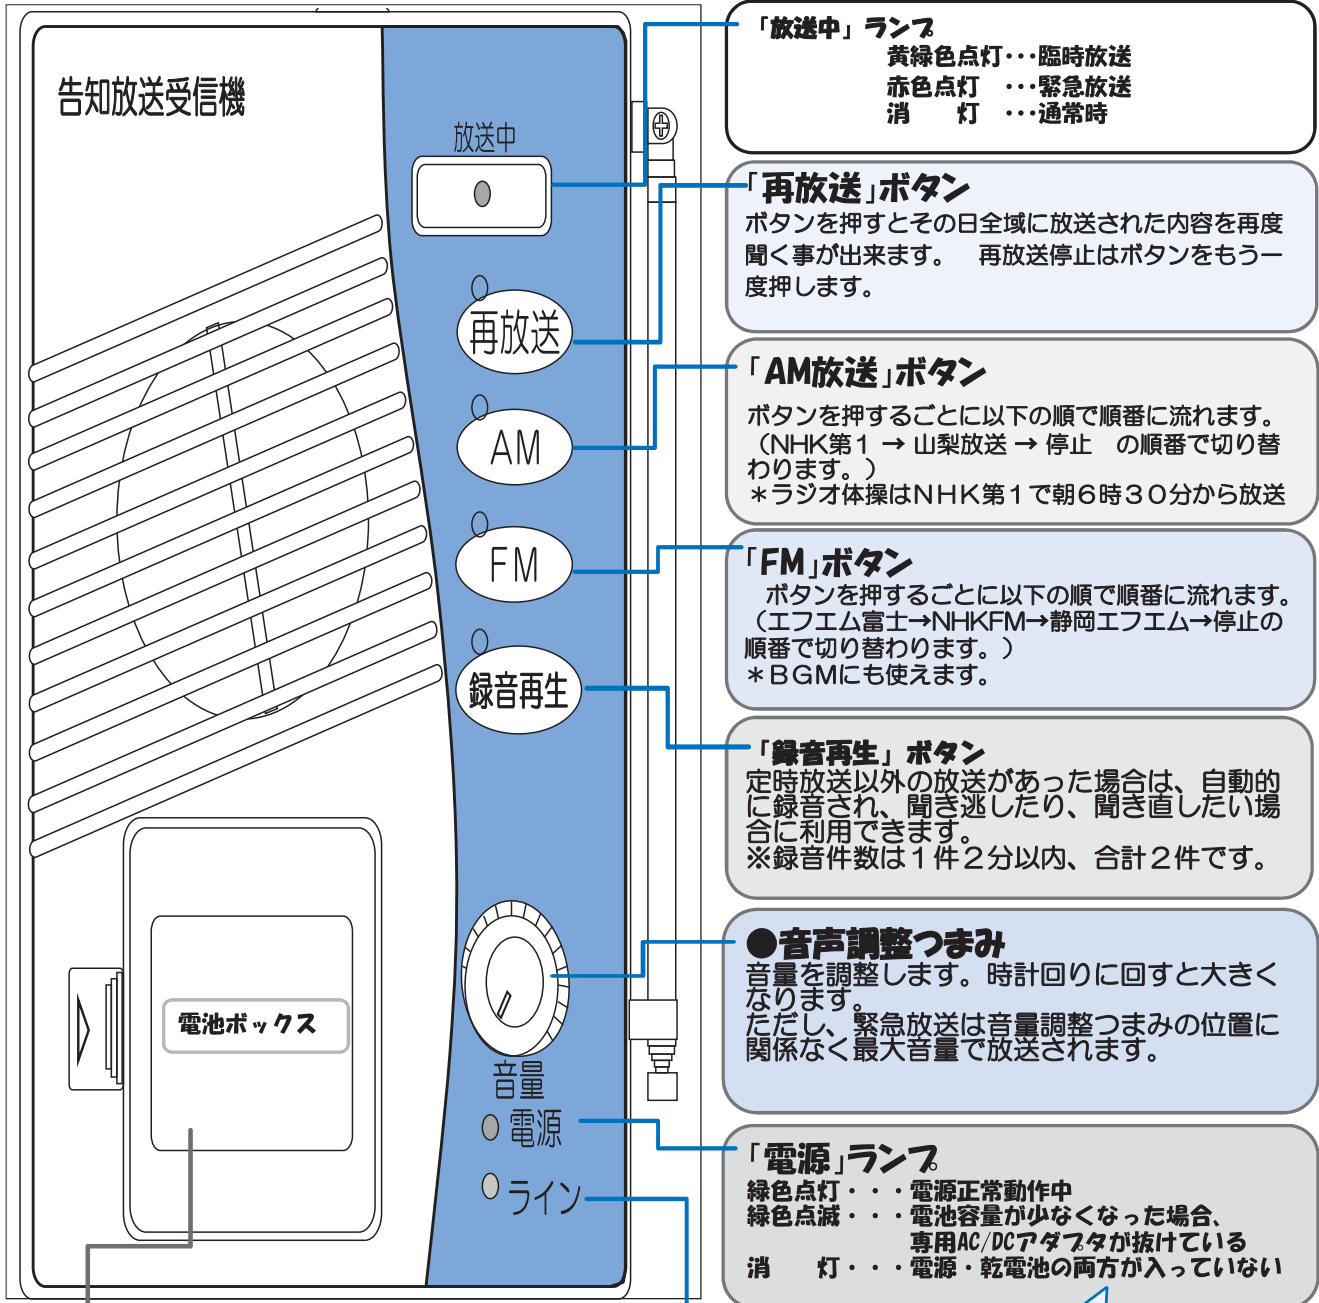 告知放送受信機
放送中
再放送
AM
FM
録音再生
音量
電源
ライン
電池ボックス
「放送中」ランプ
黄緑色点灯･･･臨時放送
赤色点灯　･･･緊急放送
消　　灯　･･･通常時
「再放送」ボタン
ボタンを押すとその日全域に放送された内容を再度
聞く事が出来ます。　再放送停止はボタンをもう一
度押します。
「AM放送」ボタン
ボタンを押するごとに以下の順で順番に流れます。
（NHK第1 → 山梨放送 → 停止　の順番で切り替
わります。）
＊ラジオ体操はＮＨＫ第１で朝６時３０分から放送
「FM」ボタン
ボタンを押するごとに以下の順で順番に流れます。
（エフエム富士→NHKFM→静岡エフエム→停止の
順番で切り替わります。）
＊ＢＧＭにも使えます。
「録音再生」ボタン
定時放送以外の放送があった場合は、自動的
に録音され、聞き逃したり、聞き直したい場
合に利用できます。
※録音件数は１件２分以内、合計２件です。
●音声調整つまみ
音量を調整します。時計回りに回すと大きく
なります。
ただし、緊急放送は音量調整つまみの位置に
関係なく最大音量で放送されます。
「電源」ランプ
緑色点灯・・・電源正常動作中
緑色点滅・・・電池容量が少なくなった場合、
専用AC/DCアダプタが抜けている
消　　灯・・・電源・乾電池の両方が入っていない